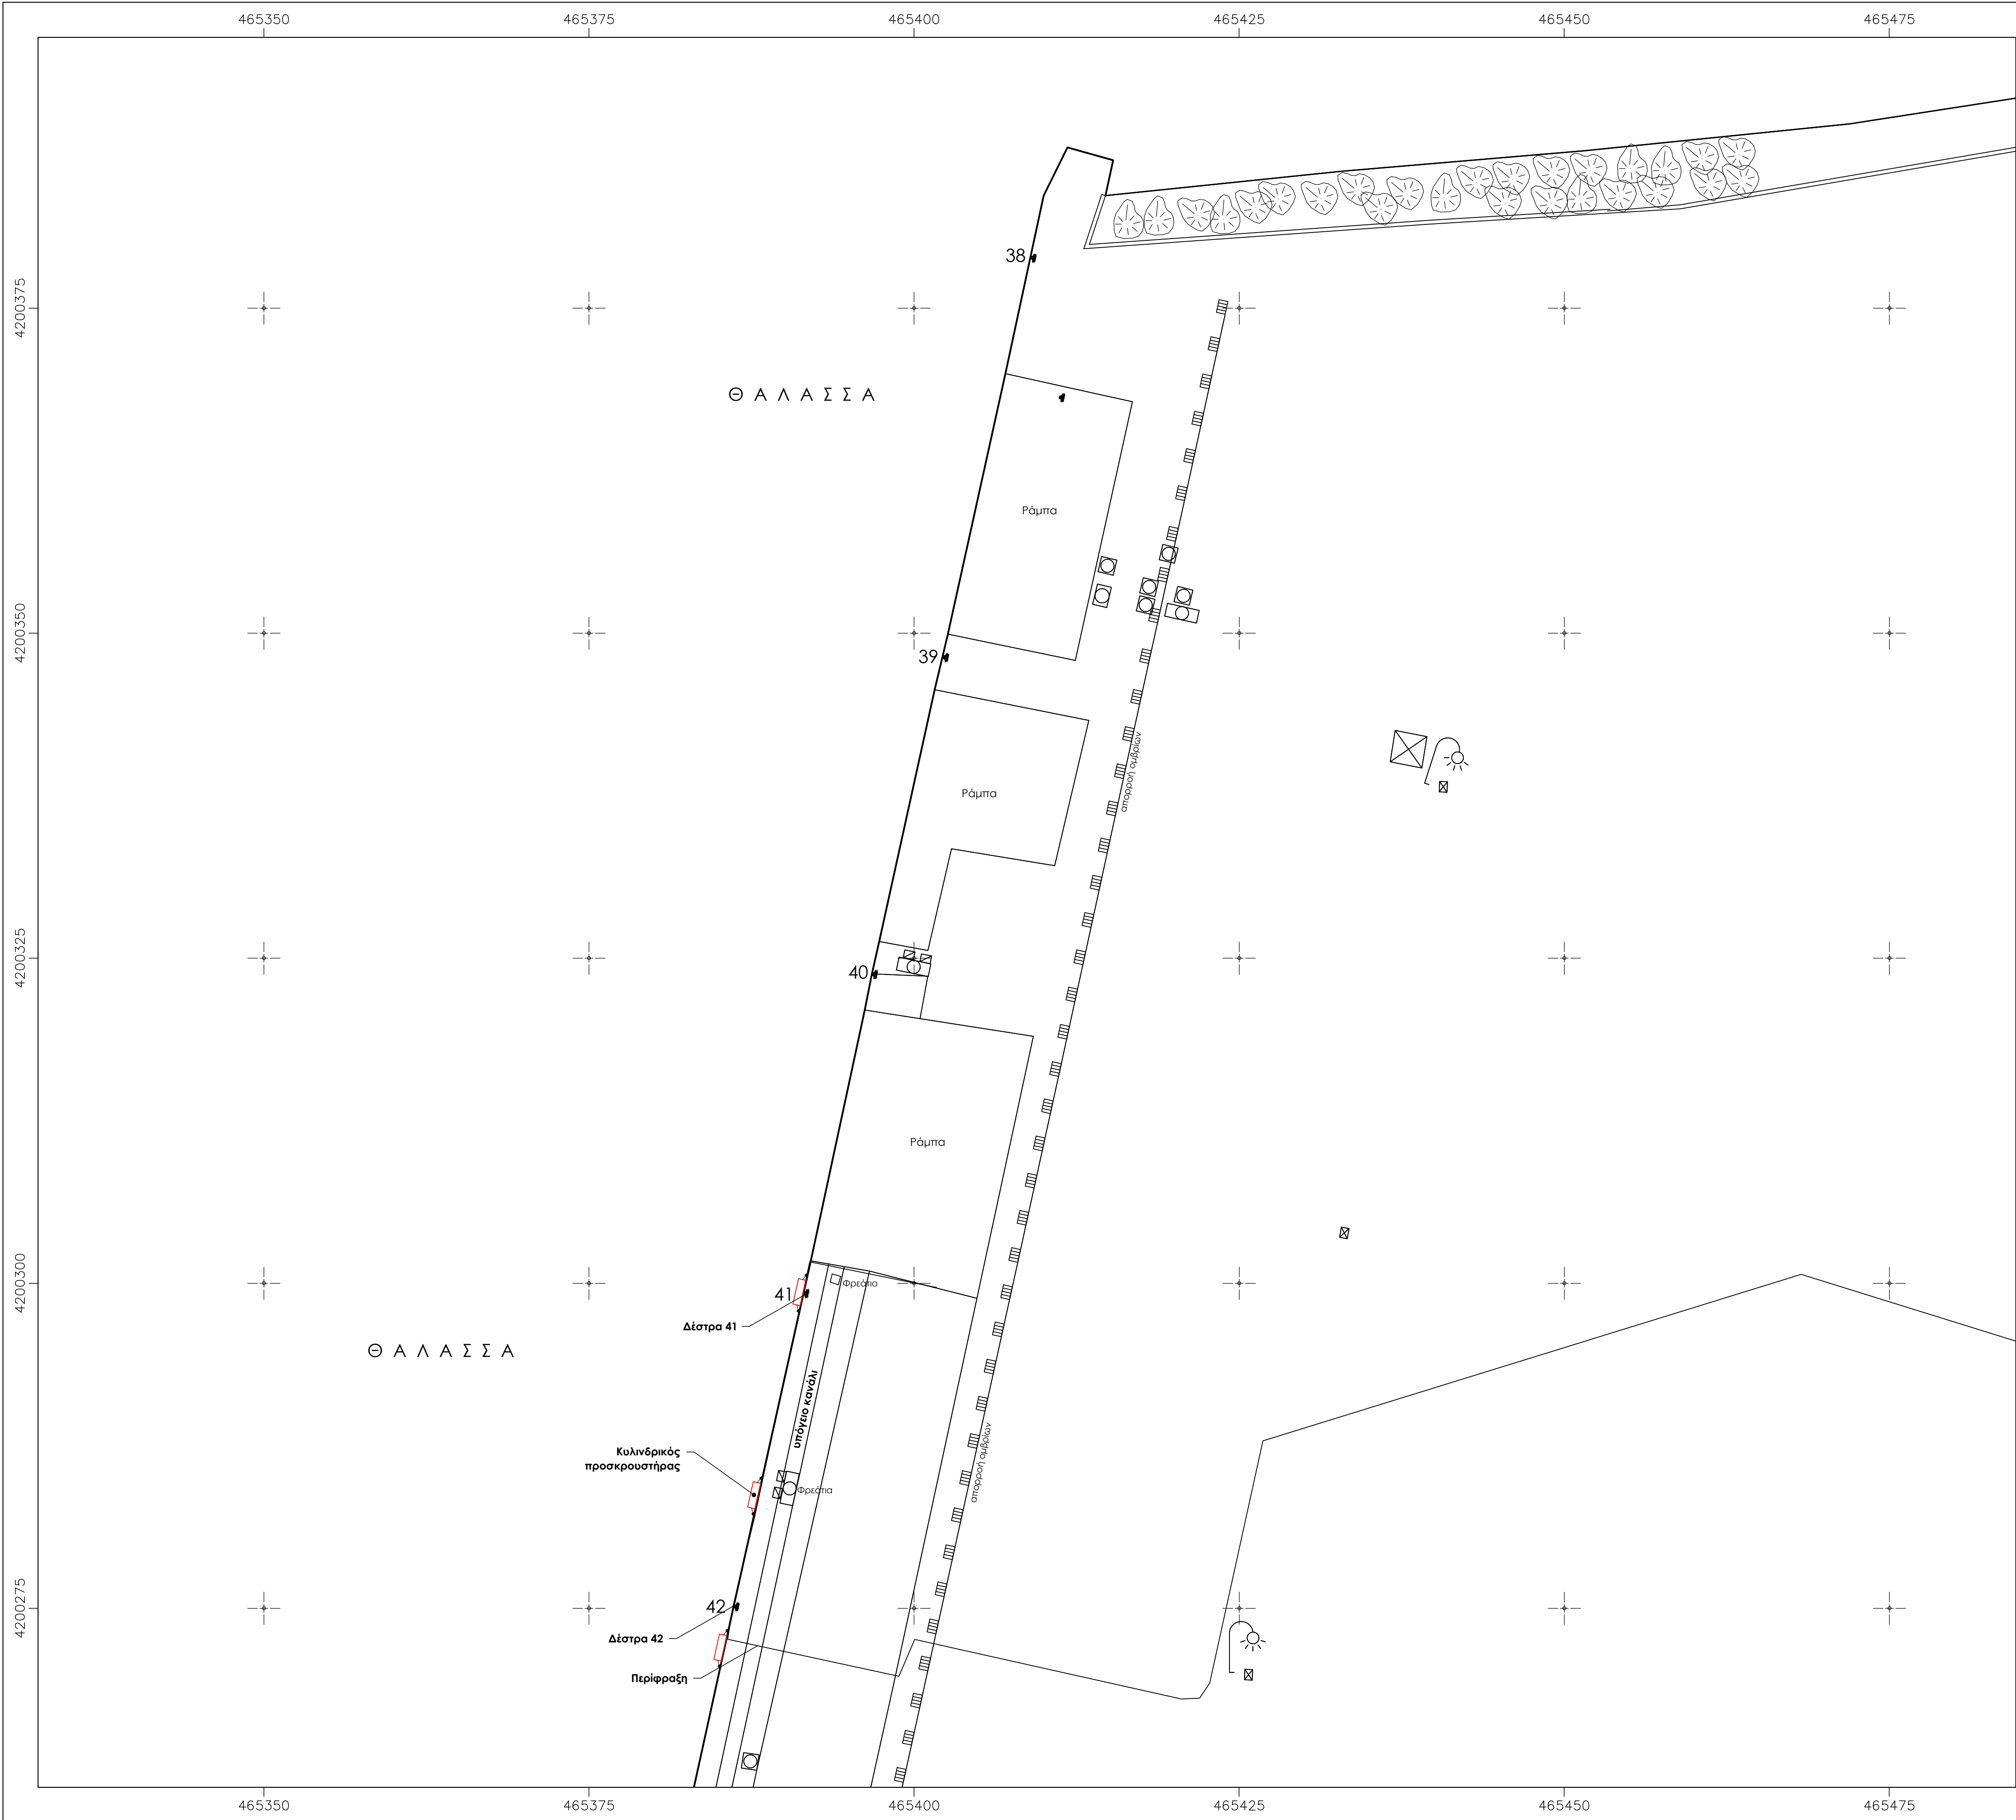 465350 465375 465400 465425 465450 465475
38
4200375
Θ Α Λ Α Σ Σ Α
Ράμπα
4200350
39
απορροή ομβρίων
Ράμπα
4200325
40
Ράμπα
4200300
Φρεάτιο
41
Δέστρα 41
Θ Α Λ Α Σ Σ Α
υπόγειο κανάλι
Κυλινδρικός
προσκρουστήρας
απορροή ομβρίων
Φρεάτια
4200275
42
Δέστρα 42
Περίφραξη
465350 465375 465400 465425 465450 465475